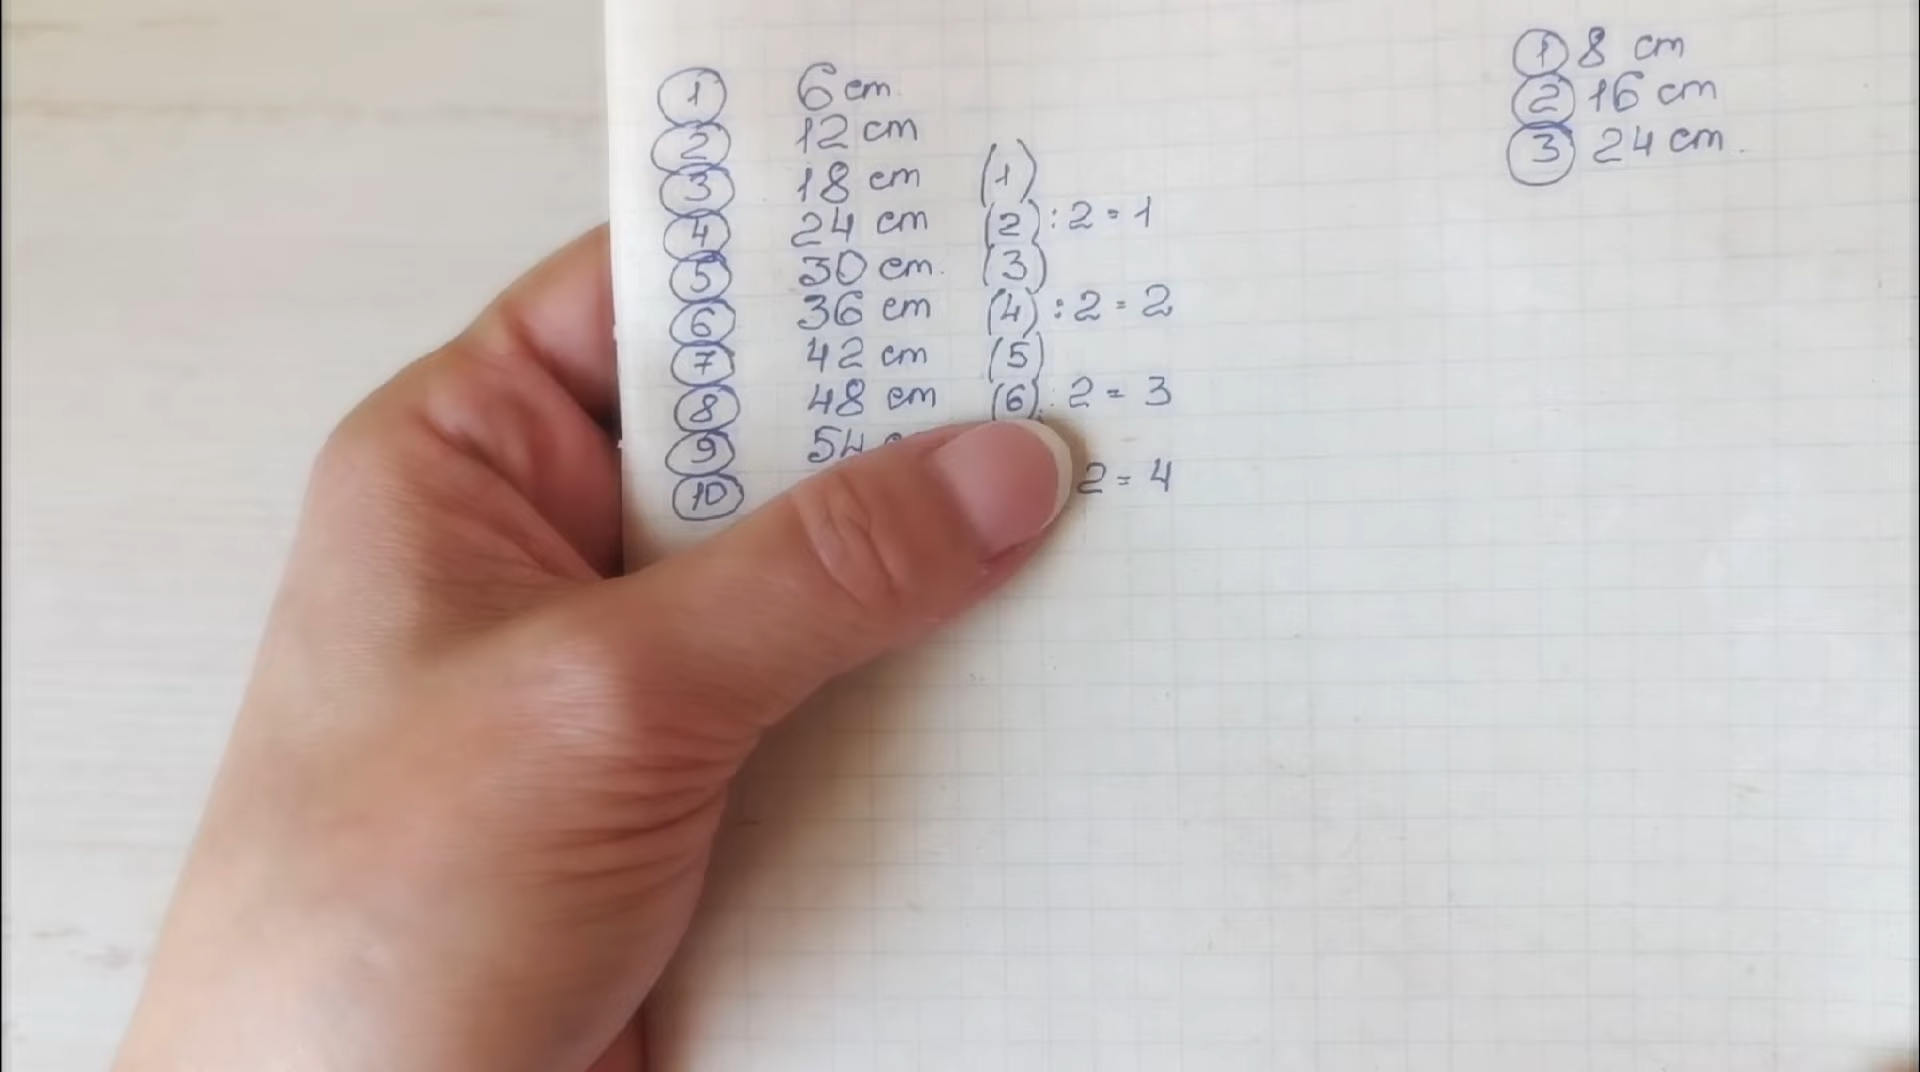 ① 6 cm
② 12 cm
③ 18 cm (1)
④ 24 cm (2) : 2 = 1
⑤ 30 cm. (3)
⑥ 36 cm (4) : 2 = 2
⑦ 42 cm (5)
⑧ 48 cm (6) : 2 = 3
⑨ 54
⑩ 2 = 4
① 8 cm
② 16 cm
③ 24 cm.